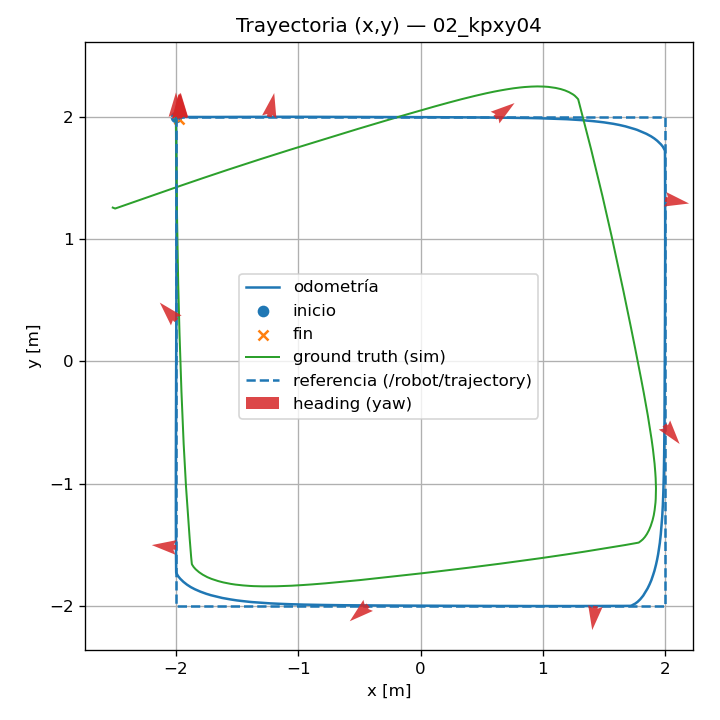 Trayectoria (x,y) — 02_kpxy04
y [m]
2
1
0
−1
−2
odometría
inicio
fin
ground truth (sim)
referencia (/robot/trajectory)
heading (yaw)
−2
−1
0
1
2
x [m]